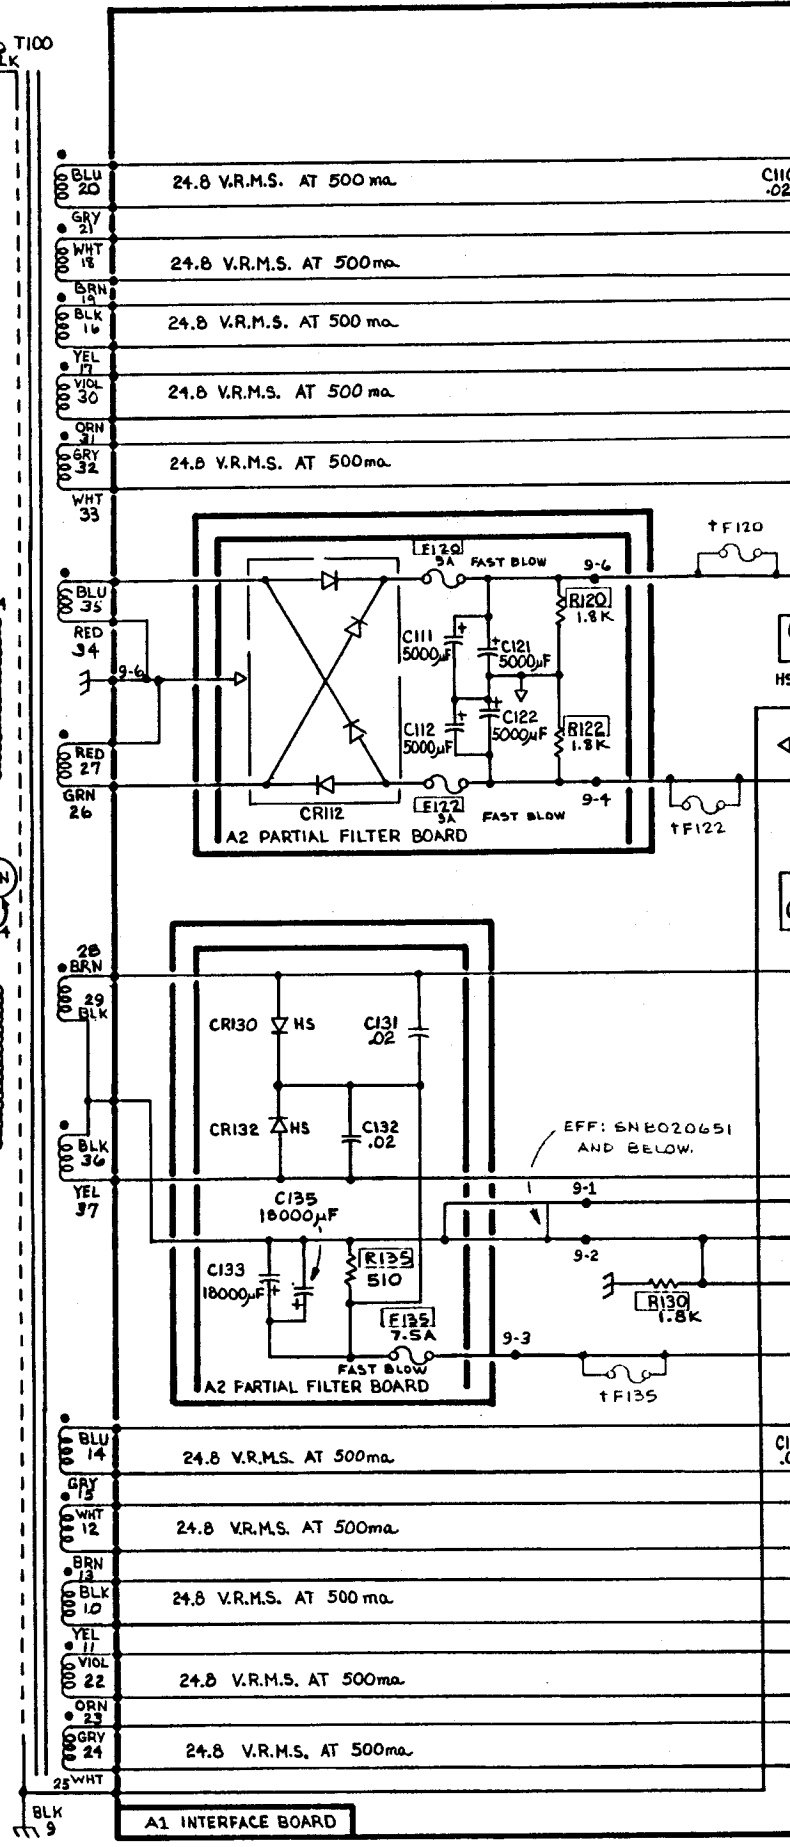 T100
BLK
BLU
20
24.8 V.R.M.S. AT 500 ma
C110
.02
GRY
21
WHT
18
24.8 V.R.M.S. AT 500ma
BRN
19
BLK
16
24.8 V.R.M.S. AT 500 ma
YEL
17
VIOL
30
24.8 V.R.M.S. AT 500ma
ORN
31
GRY
32
24.8 V.R.M.S. AT 500ma
WHT
33
†F120
F120
5A
FAST BLOW
9-6
BLU
35
R120
1.8K
C111
5000µF
C121
5000µF
RED
34
9-6
HS
C112
5000µF
C122
5000µF
R122
1.8K
RED
27
GRN
26
CR112
F122
FAST BLOW
9-4
†F122
A2 PARTIAL FILTER BOARD
N
28
BRN
29
BLK
CR130
HS
C131
.02
CR132
HS
C132
.02
EFF: SN B020651
AND BELOW.
BLK
36
YEL
37
C135
18000µF
9-1
9-2
C133
18000µF
R135
510
R130
1.8K
F135
7.5A
9-3
FAST BLOW
A2 PARTIAL FILTER BOARD
†F135
BLU
14
24.8 V.R.M.S. AT 500ma
GRY
15
WHT
12
24.8 V.R.M.S. AT 500ma
BRN
13
BLK
10
24.8 V.R.M.S. AT 500 ma
YEL
11
VIOL
22
24.8 V.R.M.S. AT 500ma
ORN
23
GRY
24
24.8 V.R.M.S. AT 500ma
25 WHT
BLK
9
A1 INTERFACE BOARD